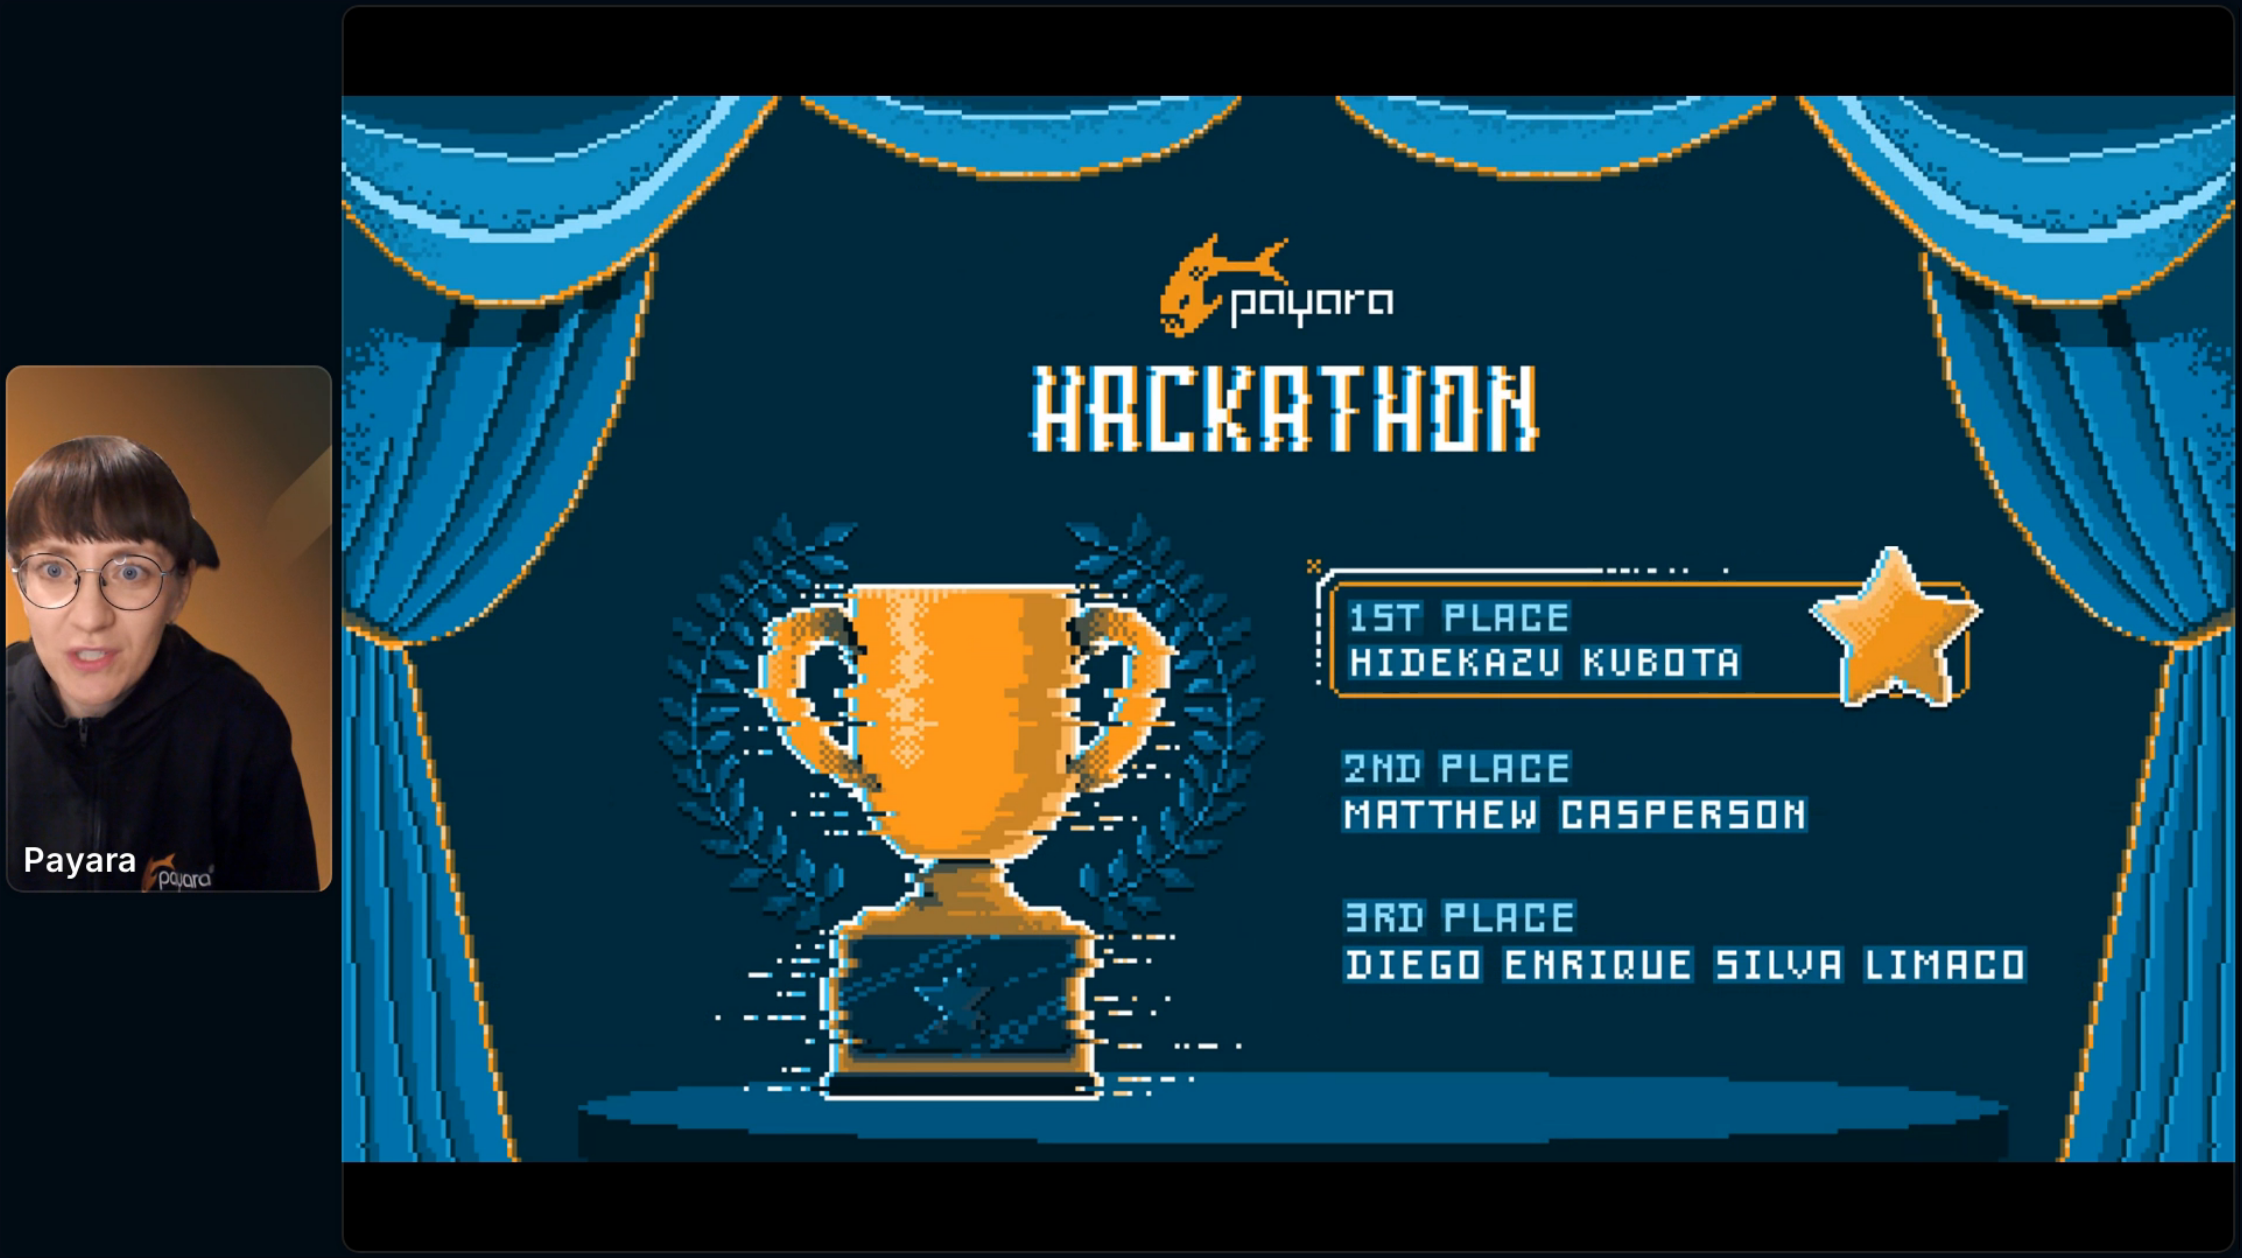 payara
HACKATHON
1ST PLACE
HIDEKAZU KUBOTA
2ND PLACE
MATTHEW CASPERSON
3RD PLACE
DIEGO ENRIQUE SILVA LIMACO
Payara
payara